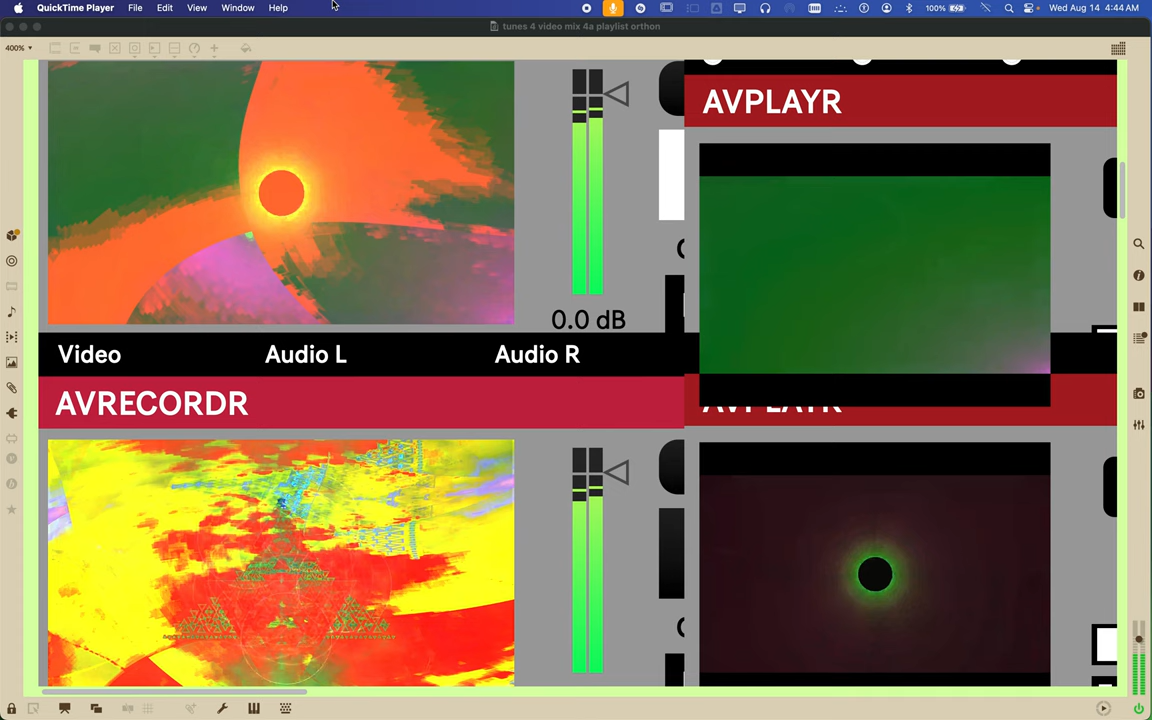 QuickTime Player File Edit View Window Help 100% Wed Aug 14 4:44 AM
tunes 4 video mix 4a playlist orthon
400%
AVPLAYR
0.0 dB
Video Audio L Audio R
AVRECORDR
AVPLAYR